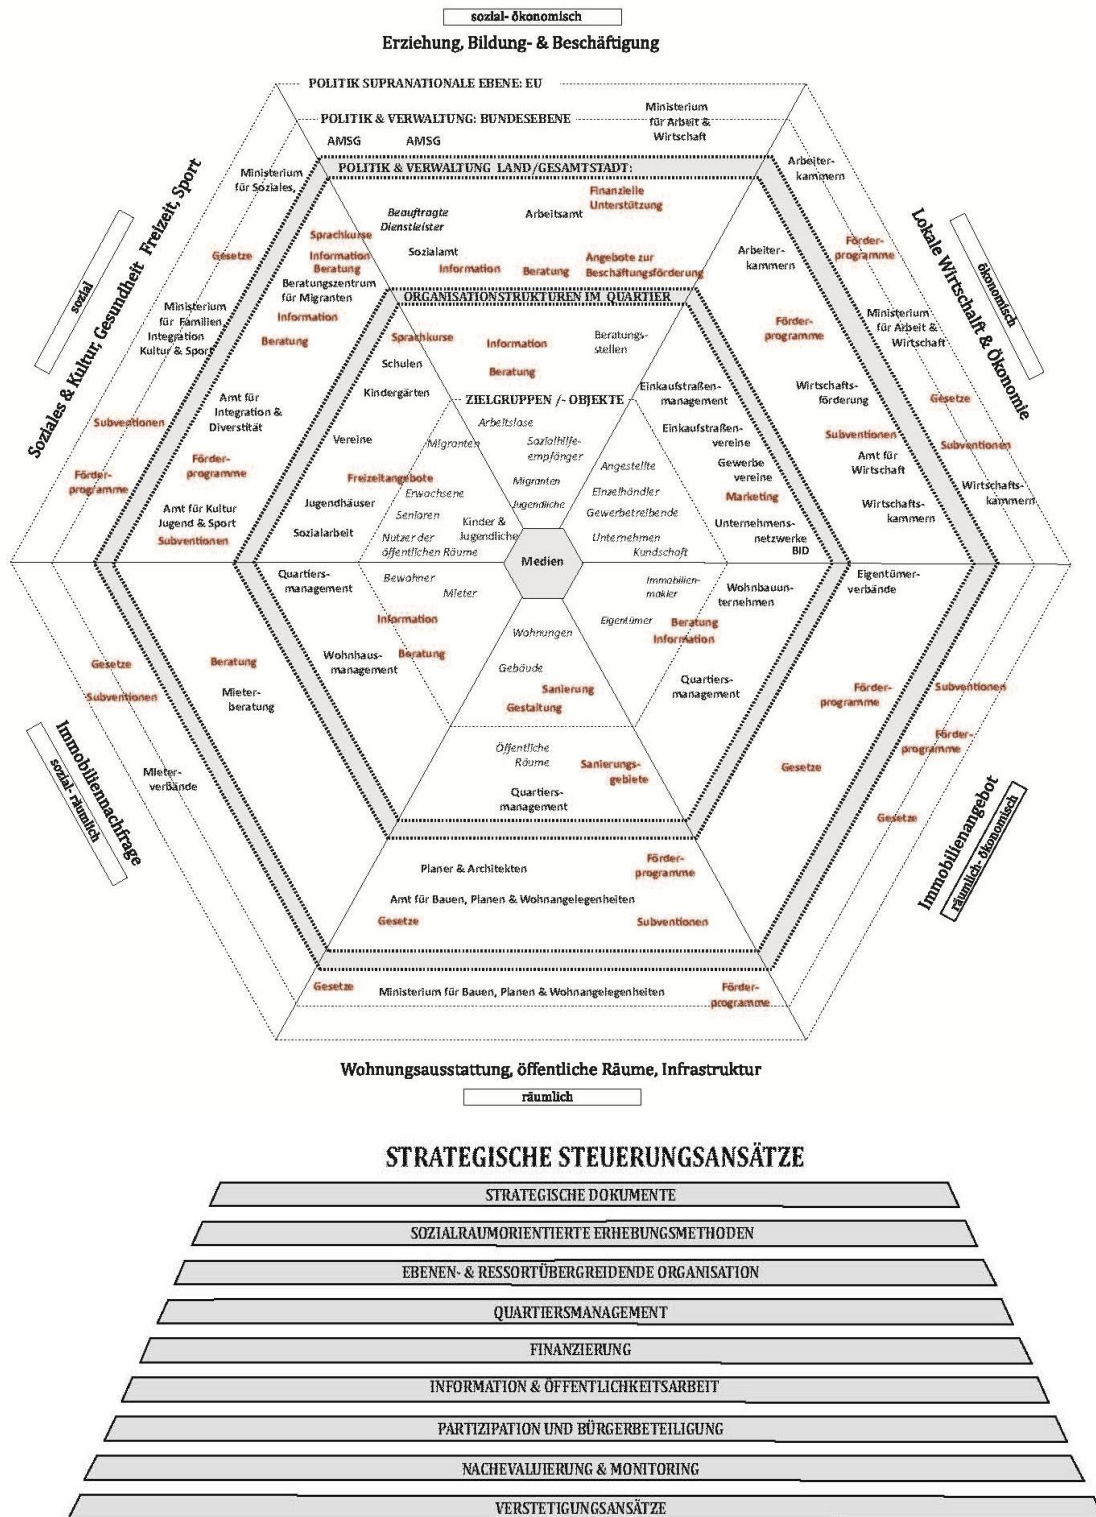 sozial- ökonomisch
Erziehung, Bildung- & Beschäftigung
POLITIK SUPRANATIONALE EBENE: EU
POLITIK & VERWALTUNG: BUNDESEBENE
AMSG
AMSG
Ministerium
für Arbeit &
Wirtschaft
POLITIK & VERWALTUNG LAND/GESAMTSTADT:
Finanzielle
Unterstützung
Beauftragte
Dienstleister
Arbeitsamt
Sozialamt
Information
Beratung
Angebote zur
Beschäftungsförderung
ORGANISATIONSTRUKTUREN IM QUARTIER
Sprachkurse
Information
Beratung
Beratungs-
stellen
ZIELGRUPPEN /- OBJEKTE
Arbeitslose
Sozialhilfe-
empfänger
Migranten
Jugendliche
Soziales & Kultur, Gesundheit Freizeit, Sport
sozial
Ministerium
für Soziales,
Gesetze
Ministerium
für Familien,
Integration
Kultur & Sport
Subventionen
Förder-
programme
Sprachkurse
Information
Beratung
Beratungszentrum
für Migranten
Information
Beratung
Amt für
Integration &
Diverstität
Förder-
programme
Amt für Kultur
Jugend & Sport
Subventionen
Schulen
Kindergärten
Vereine
Freizeitangebote
Jugendhäuser
Sozialarbeit
Migranten
Erwachsene
Senioren
Kinder &
Jugendliche
Nutzer der
öffentlichen Räume
Lokale Wirtschaft & Ökonomie
ökonomisch
Arbeiter-
kammern
Förder-
programme
Ministerium
für Arbeit &
Wirtschaft
Gesetze
Subventionen
Wirtschafts-
kammern
Arbeiter-
kammern
Förder-
programme
Wirtschafts-
förderung
Subventionen
Amt für
Wirtschaft
Wirtschafts-
kammern
Einkaufstraßen-
management
Einkaufstraßen-
vereine
Gewerbe
vereine
Marketing
Unternehmens-
netzwerke
BID
Angestellte
Einzelhändler
Gewerbetreibende
Unternehmen
Kundschaft
Medien
Immobiliennachfrage
sozial- räumlich
Gesetze
Subventionen
Mieter-
verbände
Beratung
Mieter-
beratung
Quartiers-
management
Wohnhaus-
management
Bewohner
Mieter
Information
Beratung
Immobilienangebot
räumlich- ökonomisch
Immobilien-
makler
Eigentümer
Beratung
Information
Wohnbauun-
ternehmen
Quartiers-
management
Eigentümer-
verbände
Förder-
programme
Gesetze
Subventionen
Förder-
programme
Gesetze
Wohnungen
Gebäude
Sanierung
Gestaltung
Öffentliche
Räume
Sanierungs-
gebiete
Quartiers-
management
Planer & Architekten
Förder-
programme
Amt für Bauen, Planen & Wohnangelegenheiten
Gesetze
Subventionen
Gesetze
Ministerium für Bauen, Planen & Wohnangelegenheiten
Förder-
programme
Wohnungsausstattung, öffentliche Räume, Infrastruktur
räumlich
STRATEGISCHE STEUERUNGSANSÄTZE
STRATEGISCHE DOKUMENTE
SOZIALRAUMORIENTIERTE ERHEBUNGSMETHODEN
EBENEN- & RESSORTÜBERGREIDENDE ORGANISATION
QUARTIERSMANAGEMENT
FINANZIERUNG
INFORMATION & ÖFFENTLICHKEITSARBEIT
PARTIZIPATION UND BÜRGERBETEILIGUNG
NACHEVALUIERUNG & MONITORING
VERSTETIGUNGSANSÄTZE